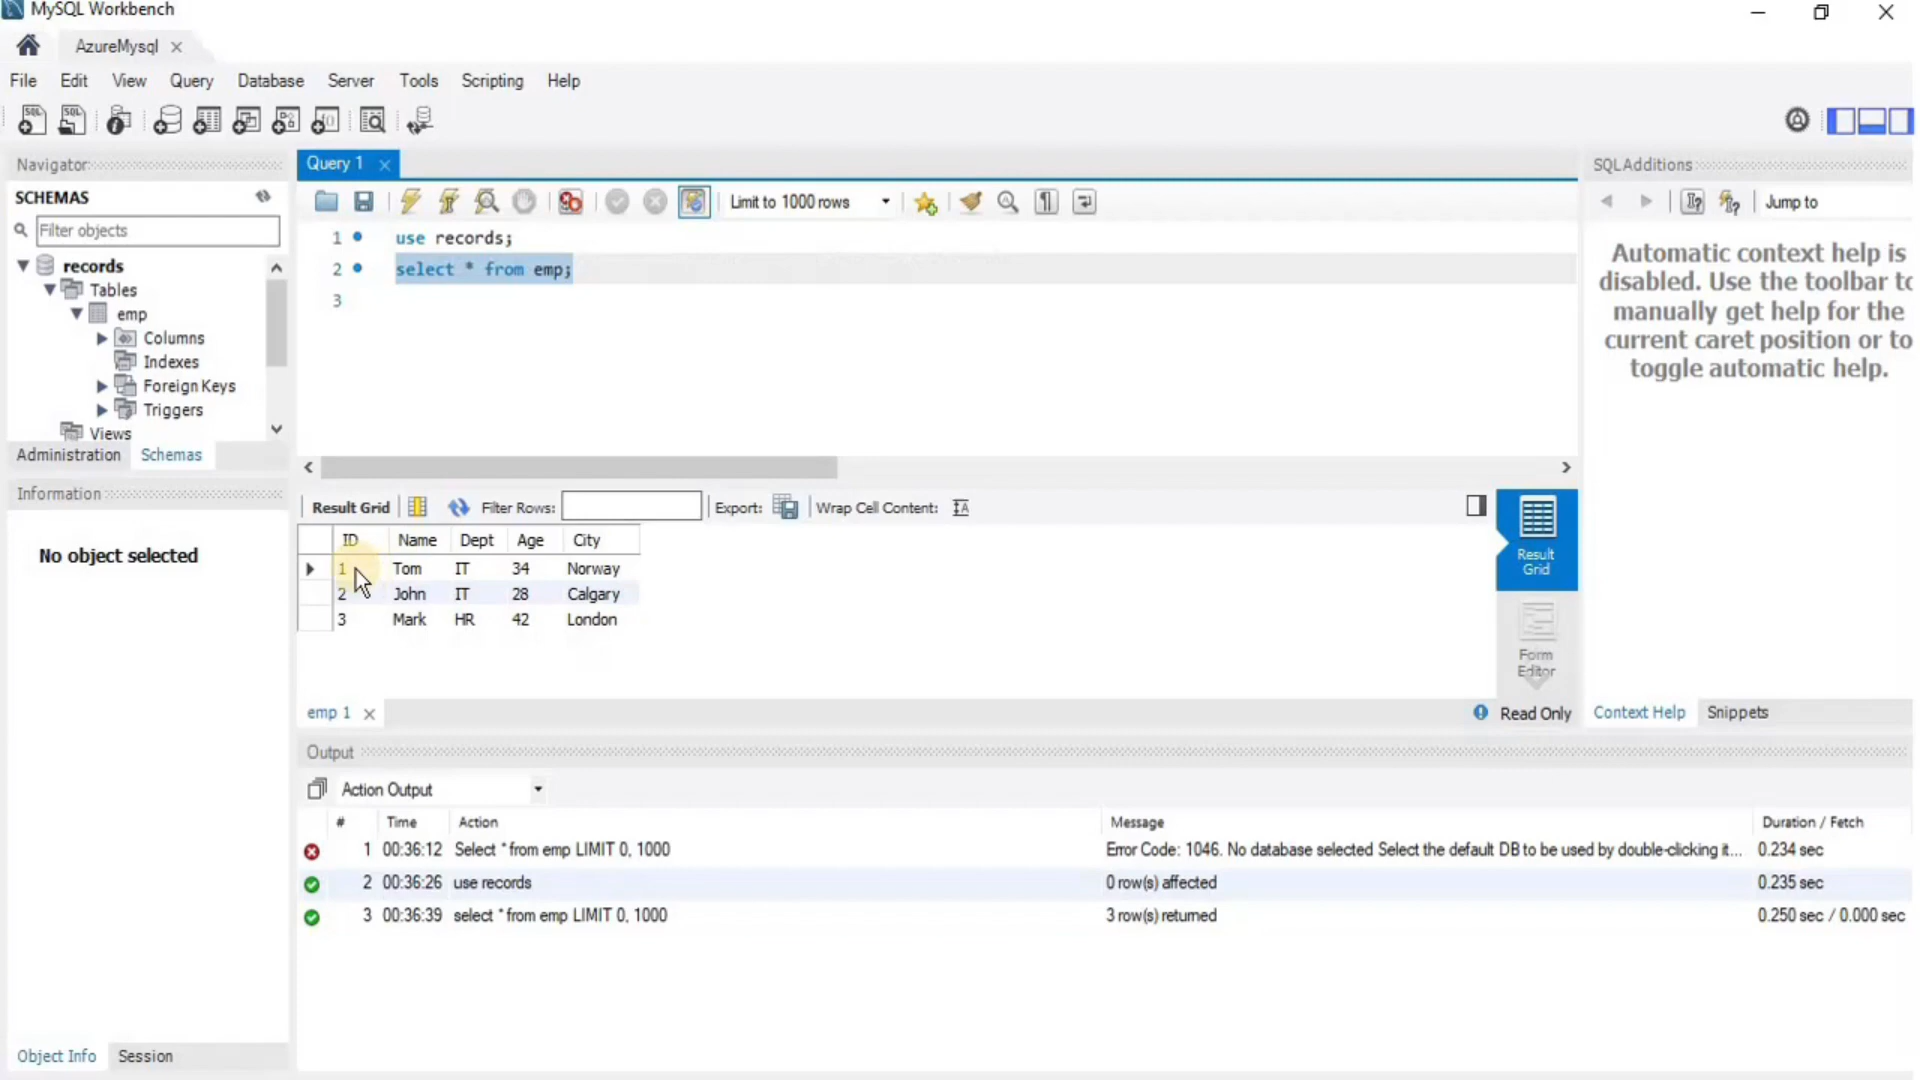 MySQL Workbench
AzureMysql
File Edit View Query Database Server Tools Scripting Help
Navigator
SCHEMAS
Filter objects
records
Tables
emp
Columns
Indexes
Foreign Keys
Triggers
Views
Administration Schemas
Information
No object selected
Object Info Session
Query 1
Limit to 1000 rows
1 use records;
2 select * from emp;
3
Result Grid Filter Rows: Export: Wrap Cell Content:
ID Name Dept Age City
1 Tom IT 34 Norway
2 John IT 28 Calgary
3 Mark HR 42 London
Result
Grid
Form
Editor
emp 1
Read Only
SQLAdditions
Jump to
Automatic context help is
disabled. Use the toolbar to
manually get help for the
current caret position or to
toggle automatic help.
Context Help Snippets
Output
Action Output
# Time Action Message Duration / Fetch
1 00:36:12 Select * from emp LIMIT 0, 1000 Error Code: 1046. No database selected Select the default DB to be used by double-clicking it... 0.234 sec
2 00:36:26 use records 0 row(s) affected 0.235 sec
3 00:36:39 select * from emp LIMIT 0, 1000 3 row(s) returned 0.250 sec / 0.000 sec